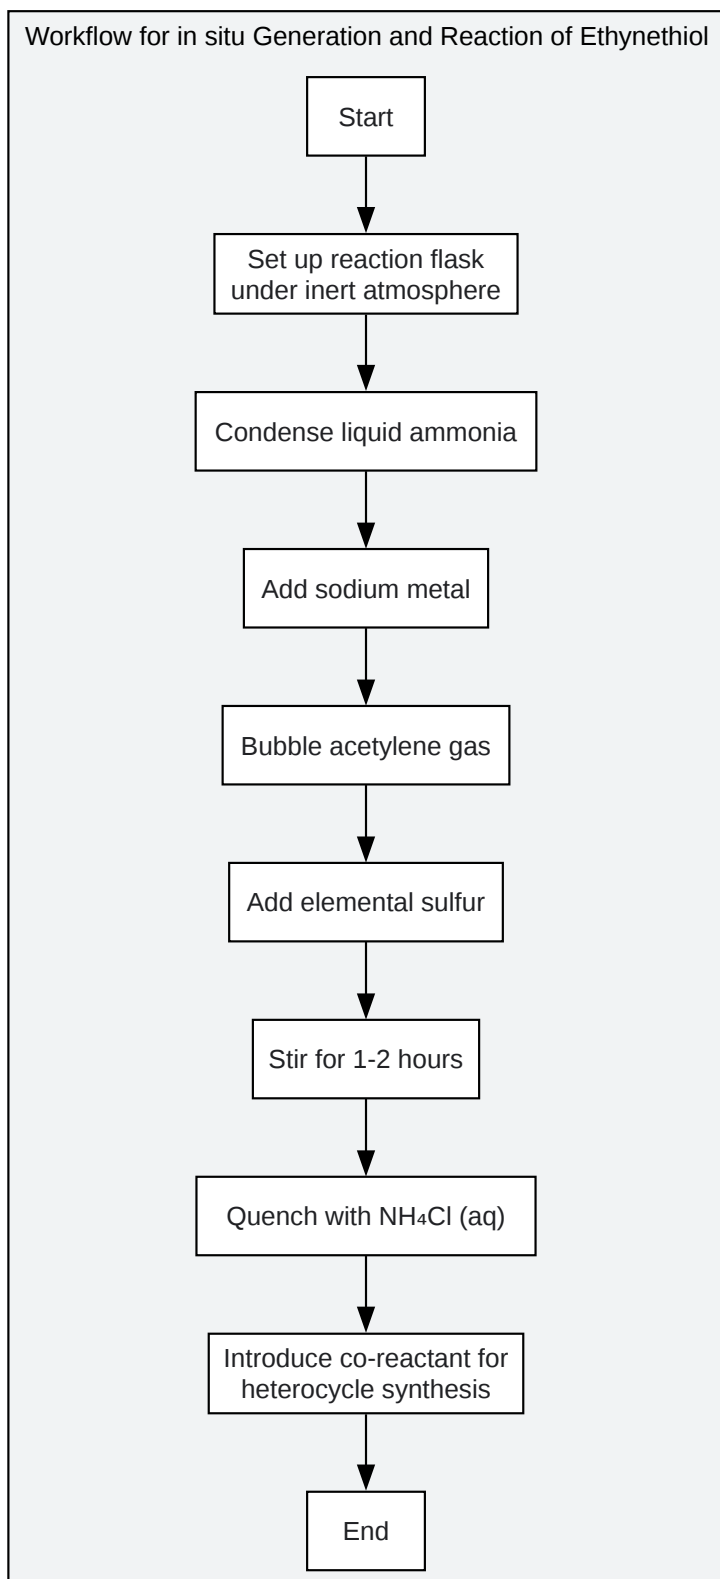 Workflow for in situ Generation and Reaction of Ethynethiol
Start
Set up reaction flask
under inert atmosphere
Condense liquid ammonia
Add sodium metal
Bubble acetylene gas
Add elemental sulfur
Stir for 1-2 hours
Quench with NH₄Cl (aq)
Introduce co-reactant for
heterocycle synthesis
End